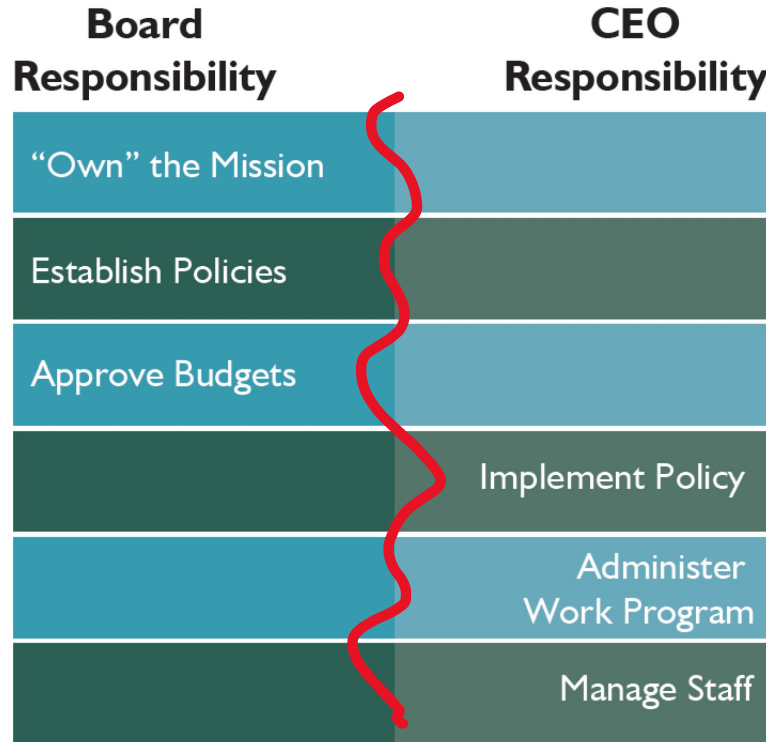 Board
Responsibility
CEO
Responsibility
“Own” the Mission
Establish Policies
Approve Budgets
Implement Policy
Administer
Work Program
Manage Staff